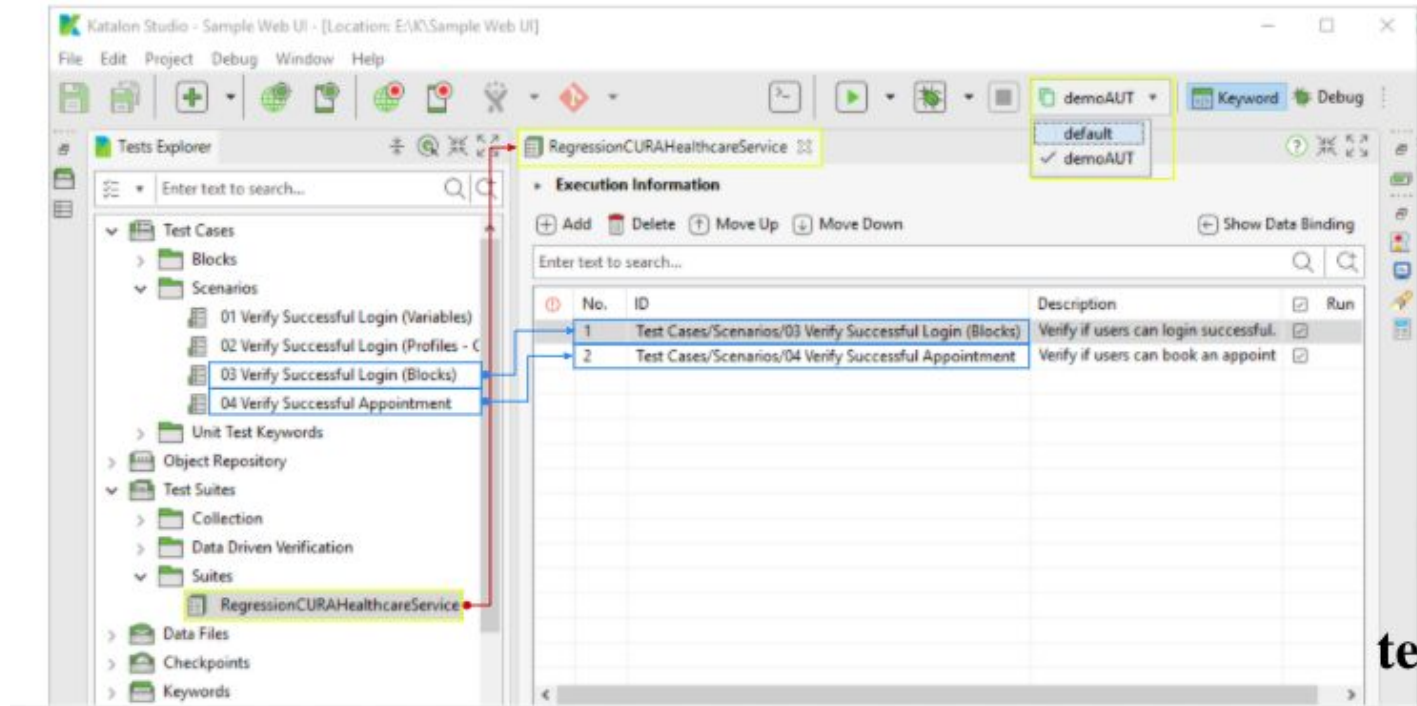 Katalon Studio - Sample Web UI - [Location: E:\K\Sample Web UI]
File Edit Project Debug Window Help
demoAUT
Keyword
Debug
default
demoAUT
Tests Explorer
Enter text to search...
Test Cases
Blocks
Scenarios
01 Verify Successful Login (Variables)
02 Verify Successful Login (Profiles - C
03 Verify Successful Login (Blocks)
04 Verify Successful Appointment
Unit Test Keywords
Object Repository
Test Suites
Collection
Data Driven Verification
Suites
RegressionCURAHealthcareService
Data Files
Checkpoints
Keywords
RegressionCURAHealthcareService
Execution Information
Add Delete Move Up Move Down Show Data Binding
Enter text to search...
No. ID Description Run
1 Test Cases/Scenarios/03 Verify Successful Login (Blocks) Verify if users can login successful.
2 Test Cases/Scenarios/04 Verify Successful Appointment Verify if users can book an appoint
te